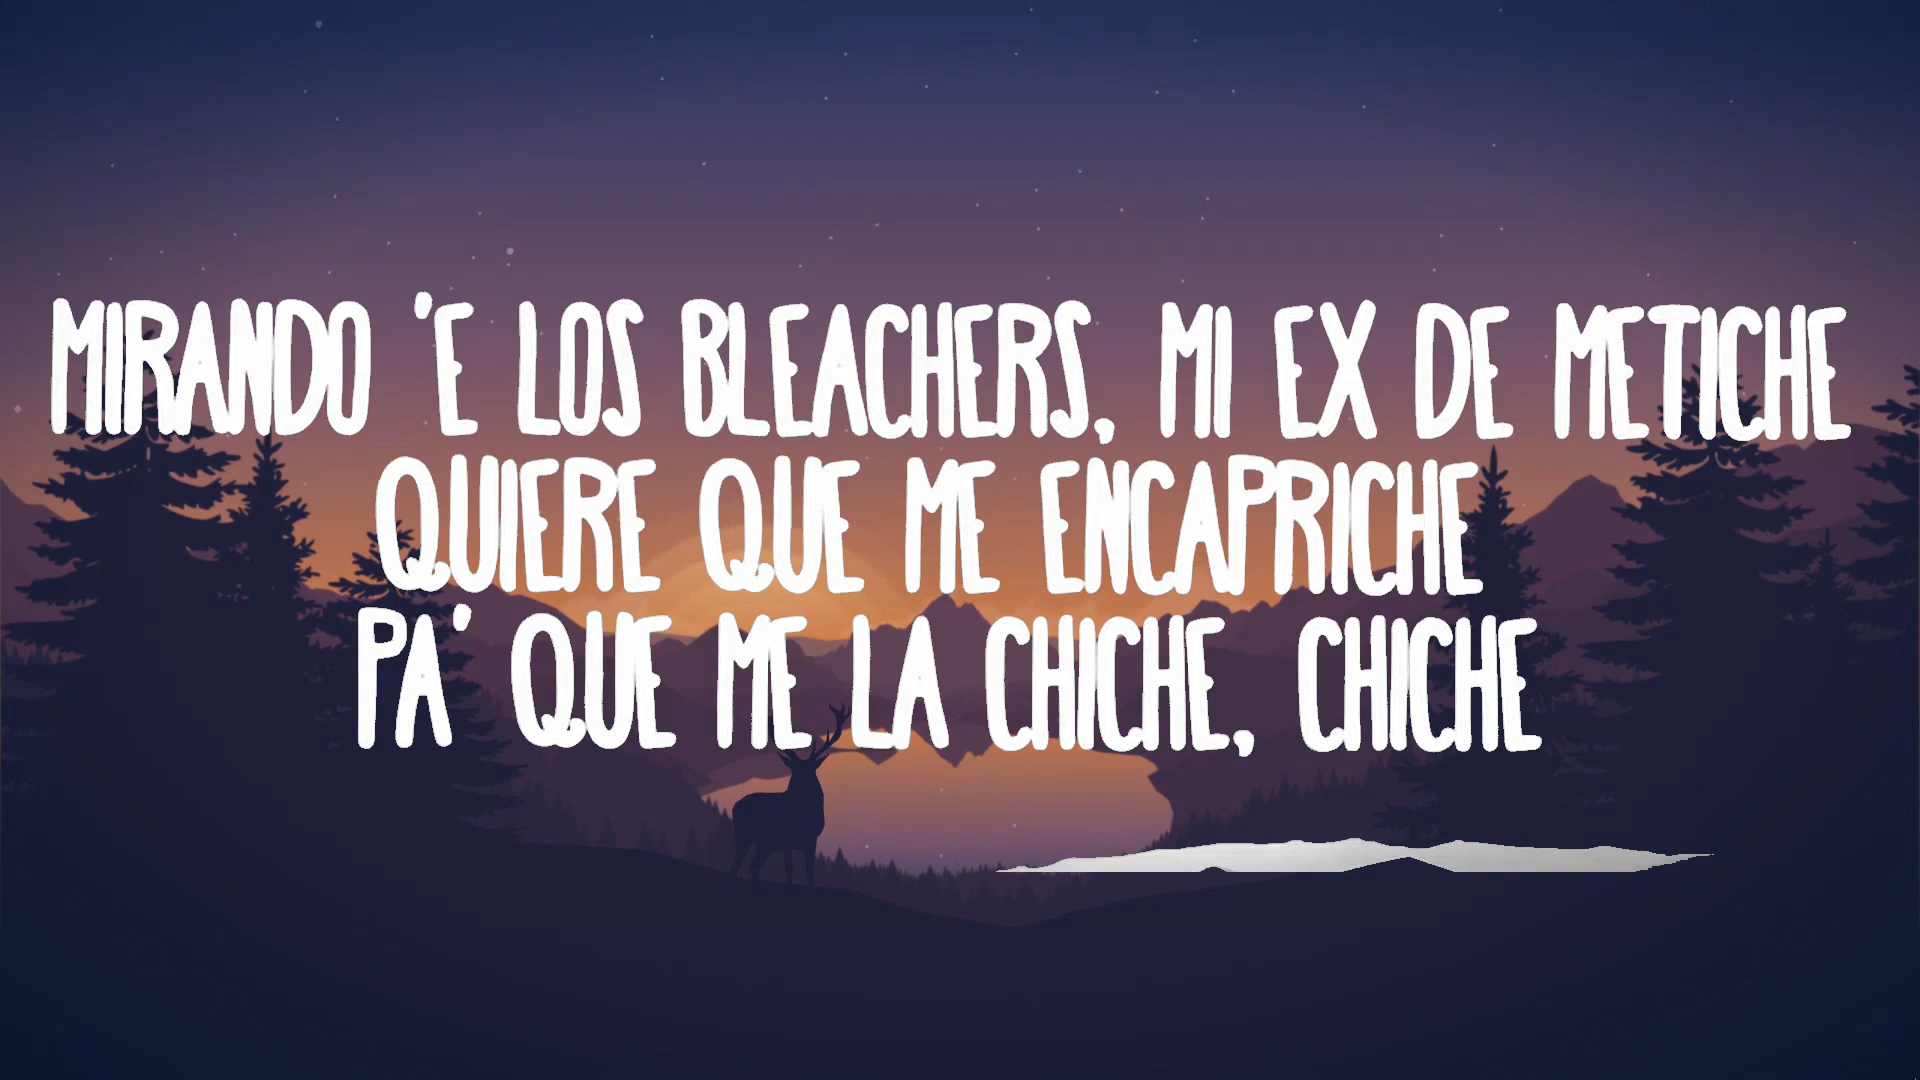 MIRANDO 'E LOS BLEACHERS, MI EX DE METICHE
QUIERE QUE ME ENCAPRICHE
PA' QUE ME LA CHICHE, CHICHE